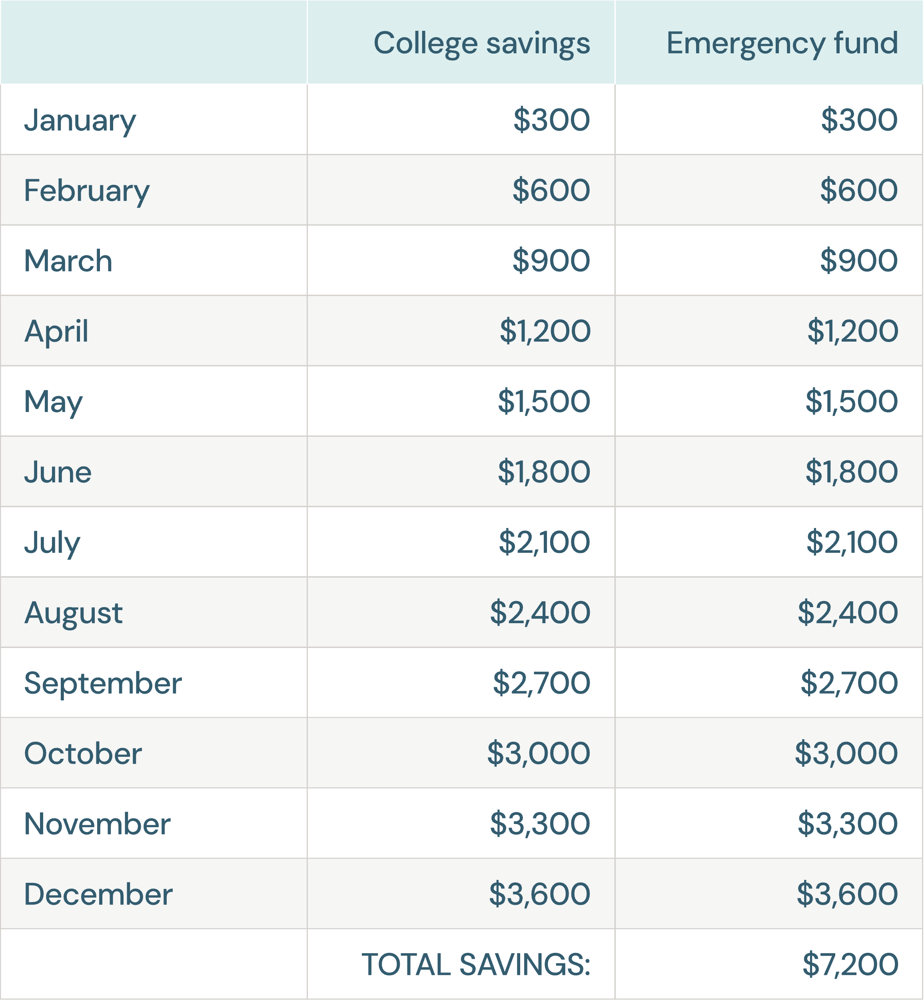 College savings Emergency fund
January $300 $300
February $600 $600
March $900 $900
April $1,200 $1,200
May $1,500 $1,500
June $1,800 $1,800
July $2,100 $2,100
August $2,400 $2,400
September $2,700 $2,700
October $3,000 $3,000
November $3,300 $3,300
December $3,600 $3,600
TOTAL SAVINGS: $7,200